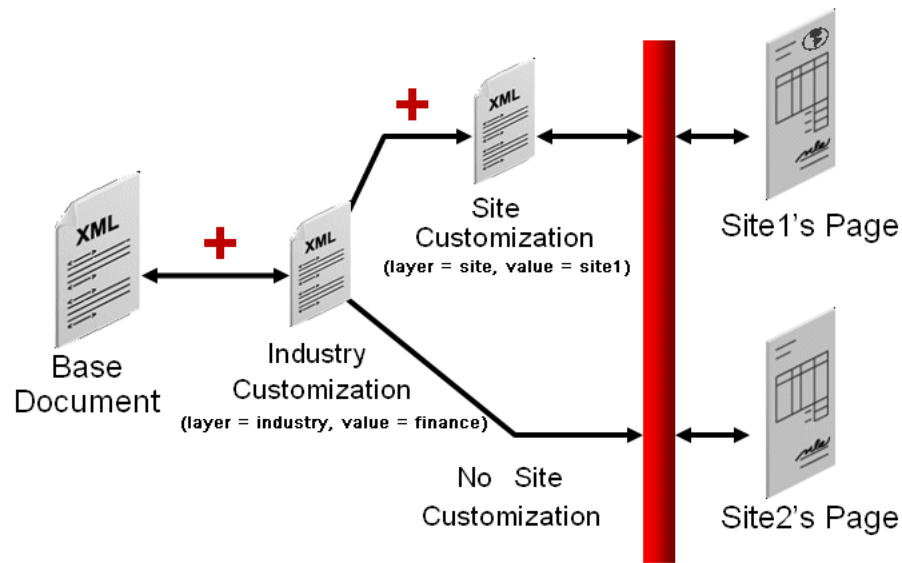 XML
Site
Customization
(layer = site, value = site1)
Site1's Page
XML
Base
Document
XML
Industry
Customization
(layer = industry, value = finance)
No Site
Customization
Site2's Page